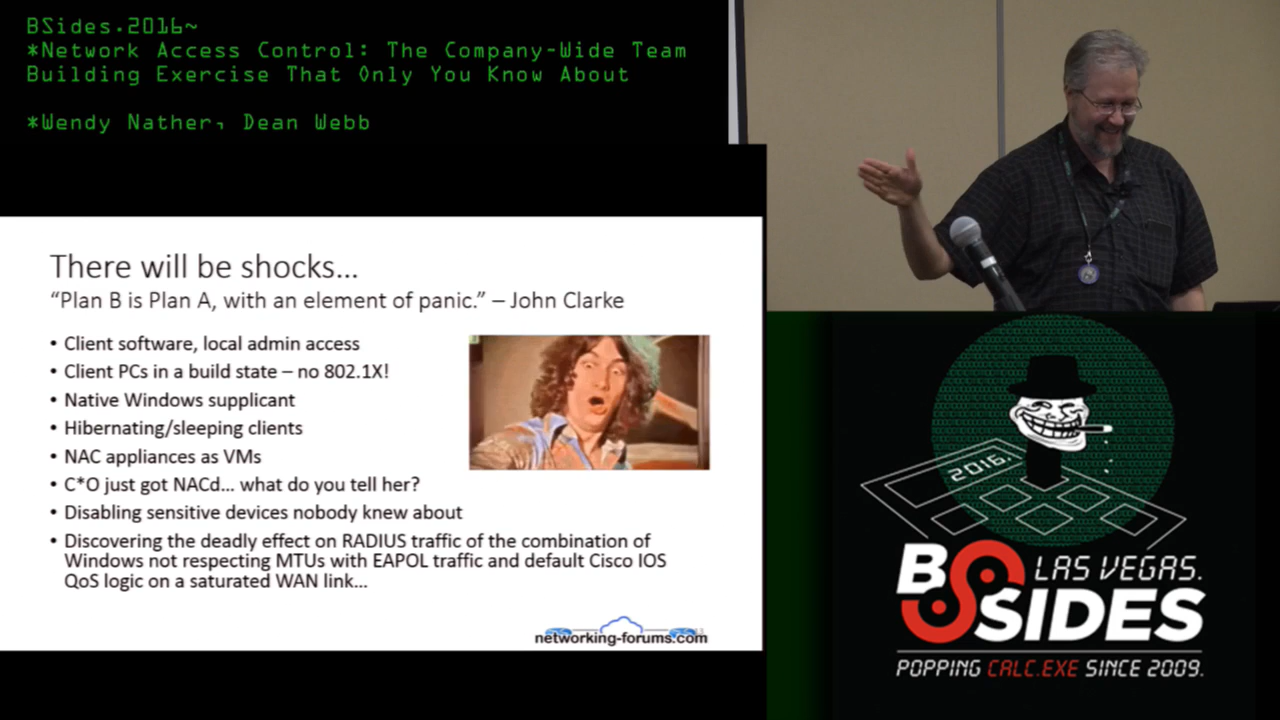 BSides.2016~
*Network Access Control: The Company-Wide Team
Building Exercise That Only You Know About
*Wendy Nather, Dean Webb
There will be shocks...
“Plan B is Plan A, with an element of panic.” – John Clarke
• Client software, local admin access
• Client PCs in a build state – no 802.1X!
• Native Windows supplicant
• Hibernating/sleeping clients
• NAC appliances as VMs
• C*O just got NACd... what do you tell her?
• Disabling sensitive devices nobody knew about
• Discovering the deadly effect on RADIUS traffic of the combination of
Windows not respecting MTUs with EAPOL traffic and default Cisco IOS
QoS logic on a saturated WAN link...
networking-forums.com
2016.
BSIDES
LAS VEGAS.
POPPING CALC.EXE SINCE 2009.